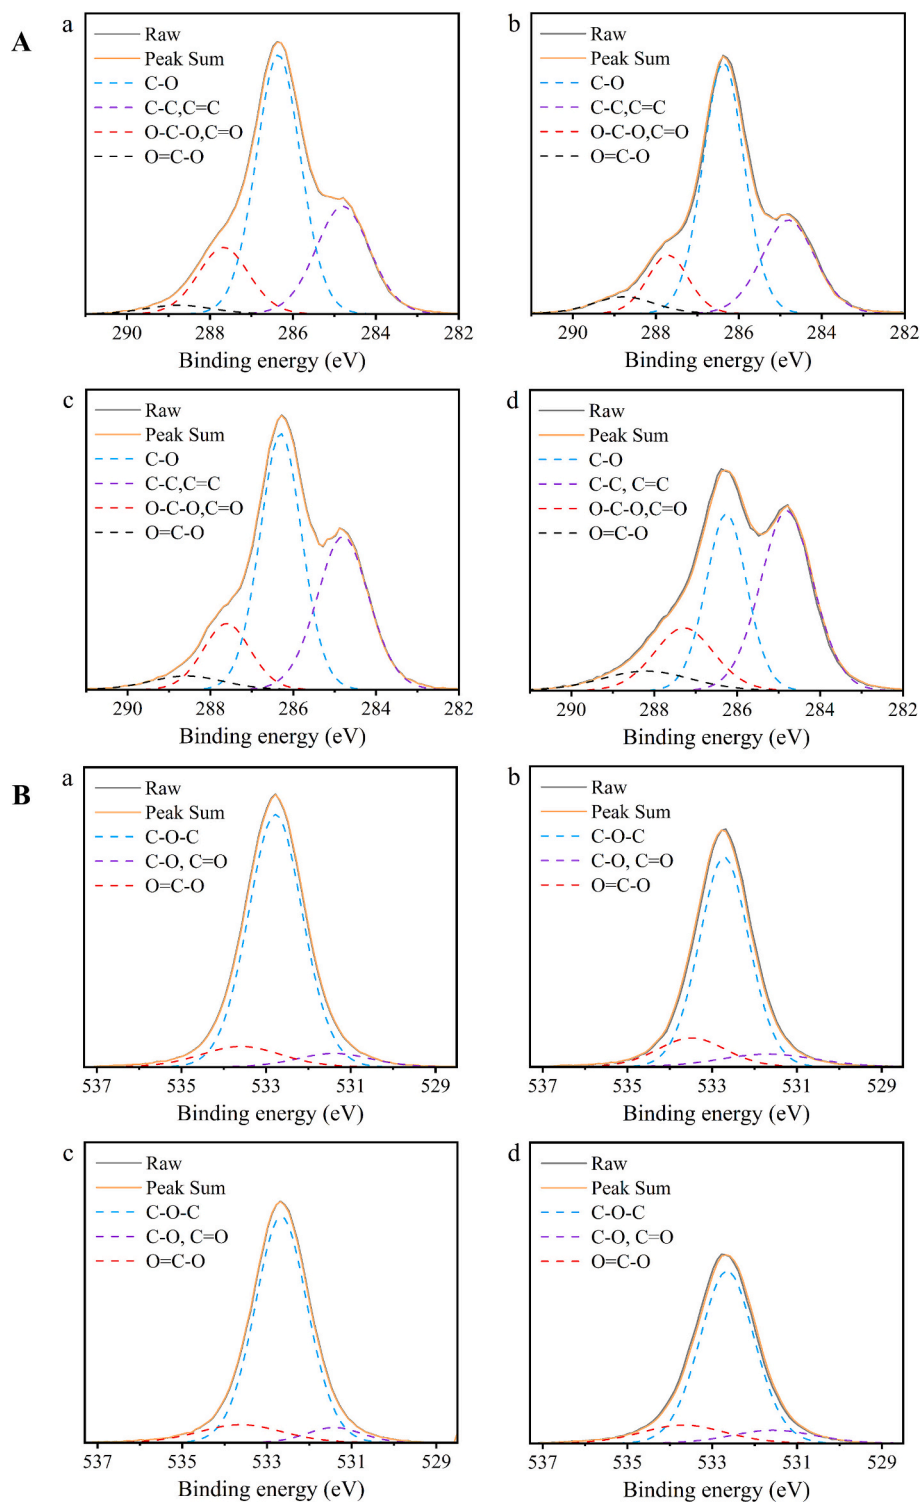 A
a
Raw
Peak Sum
C-O
C-C,C=C
O-C-O,C=O
O=C-O
290 288 286 284 282
Binding energy (eV)
b
Raw
Peak Sum
C-O
C-C,C=C
O-C-O,C=O
O=C-O
290 288 286 284 282
Binding energy (eV)
c
Raw
Peak Sum
C-O
C-C,C=C
O-C-O,C=O
O=C-O
290 288 286 284 282
Binding energy (eV)
d
Raw
Peak Sum
C-O
C-C, C=C
O-C-O,C=O
O=C-O
290 288 286 284 282
Binding energy (eV)
B
a
Raw
Peak Sum
C-O-C
C-O, C=O
O=C-O
537 535 533 531 529
Binding energy (eV)
b
Raw
Peak Sum
C-O-C
C-O, C=O
O=C-O
537 535 533 531 529
Binding energy (eV)
c
Raw
Peak Sum
C-O-C
C-O, C=O
O=C-O
537 535 533 531 529
Binding energy (eV)
d
Raw
Peak Sum
C-O-C
C-O, C=O
O=C-O
537 535 533 531 529
Binding energy (eV)